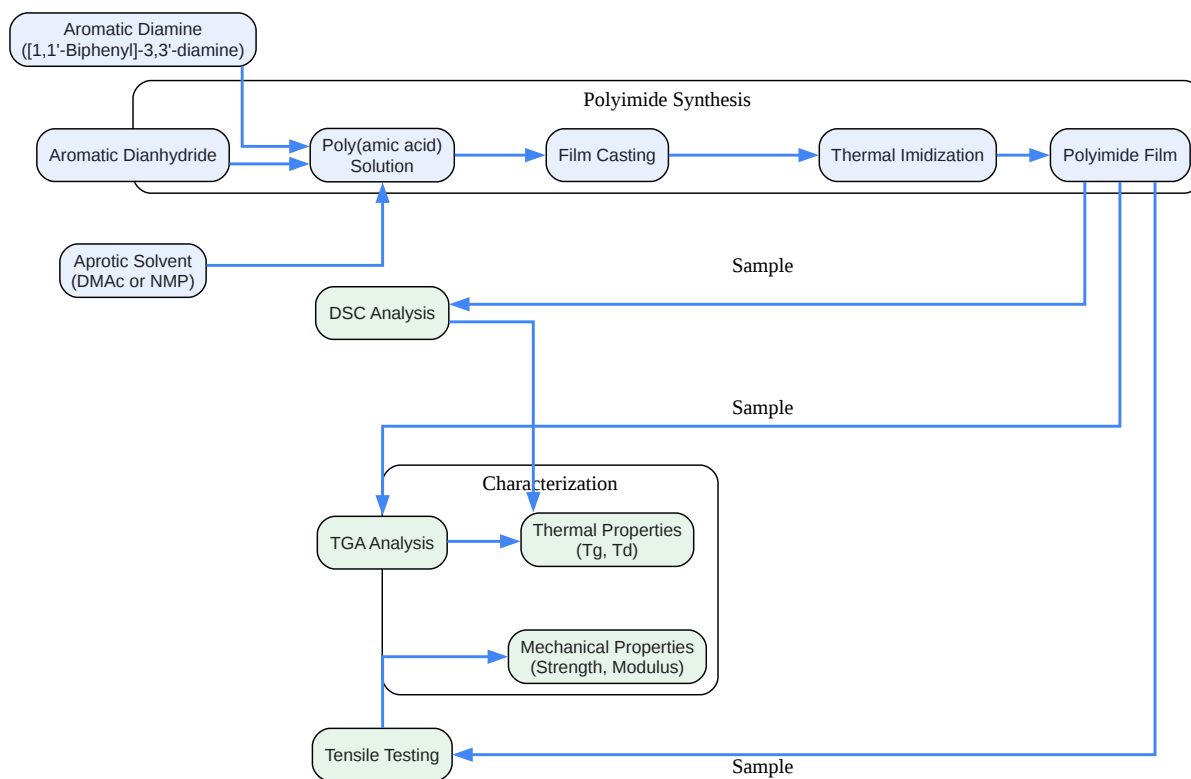 Aromatic Diamine
([1,1'-Biphenyl]-3,3'-diamine)
Polyimide Synthesis
Aromatic Dianhydride
Poly(amic acid)
Solution
Film Casting
Thermal Imidization
Polyimide Film
Aprotic Solvent
(DMAc or NMP)
Sample
DSC Analysis
Sample
Characterization
TGA Analysis
Thermal Properties
(Tg, Td)
Mechanical Properties
(Strength, Modulus)
Tensile Testing
Sample